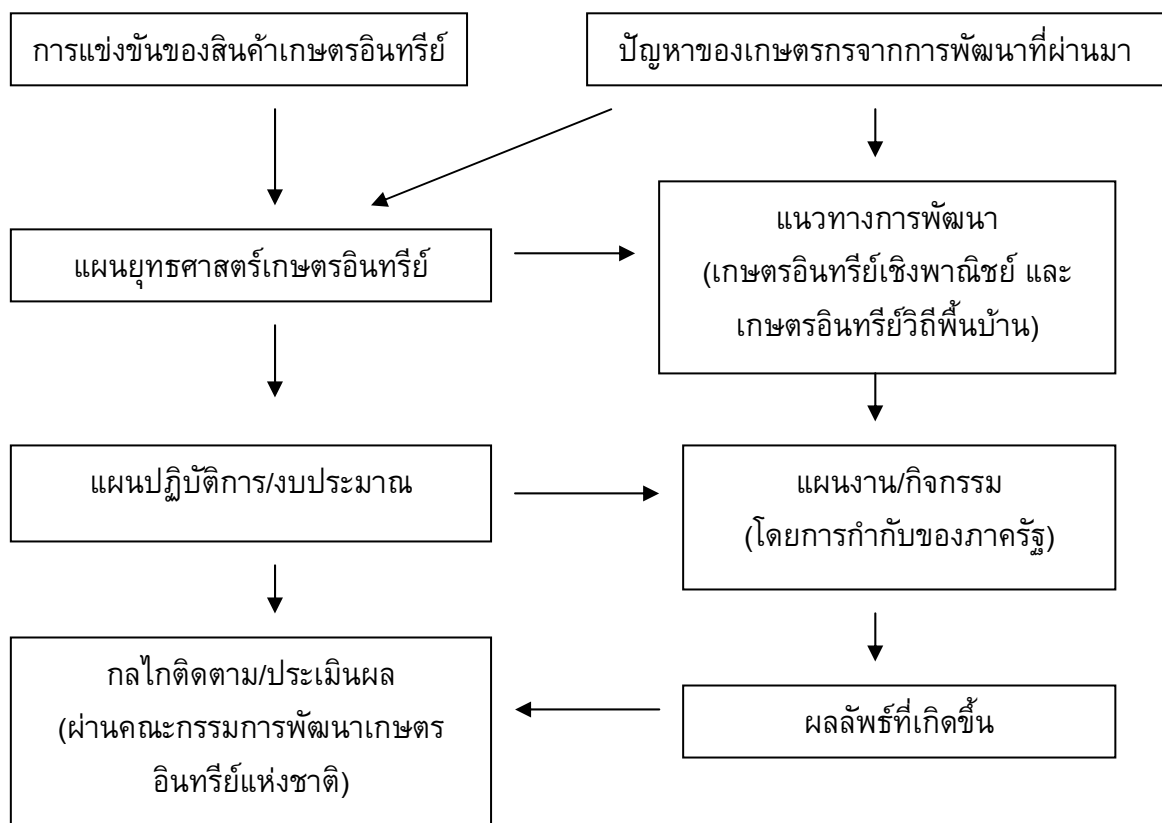 การแข่งขันของสินค้าเกษตรอินทรีย์
ปัญหาของเกษตรกรจากการพัฒนาที่ผ่านมา
แผนยุทธศาสตร์เกษตรอินทรีย์
แนวทางการพัฒนา
(เกษตรอินทรีย์เชิงพาณิชย์ และ
เกษตรอินทรีย์วิถีพื้นบ้าน)
แผนปฏิบัติการ/งบประมาณ
แผนงาน/กิจกรรม
(โดยการกำกับของภาครัฐ)
กลไกติดตาม/ประเมินผล
(ผ่านคณะกรรมการพัฒนาเกษตร
อินทรีย์แห่งชาติ)
ผลลัพธ์ที่เกิดขึ้น